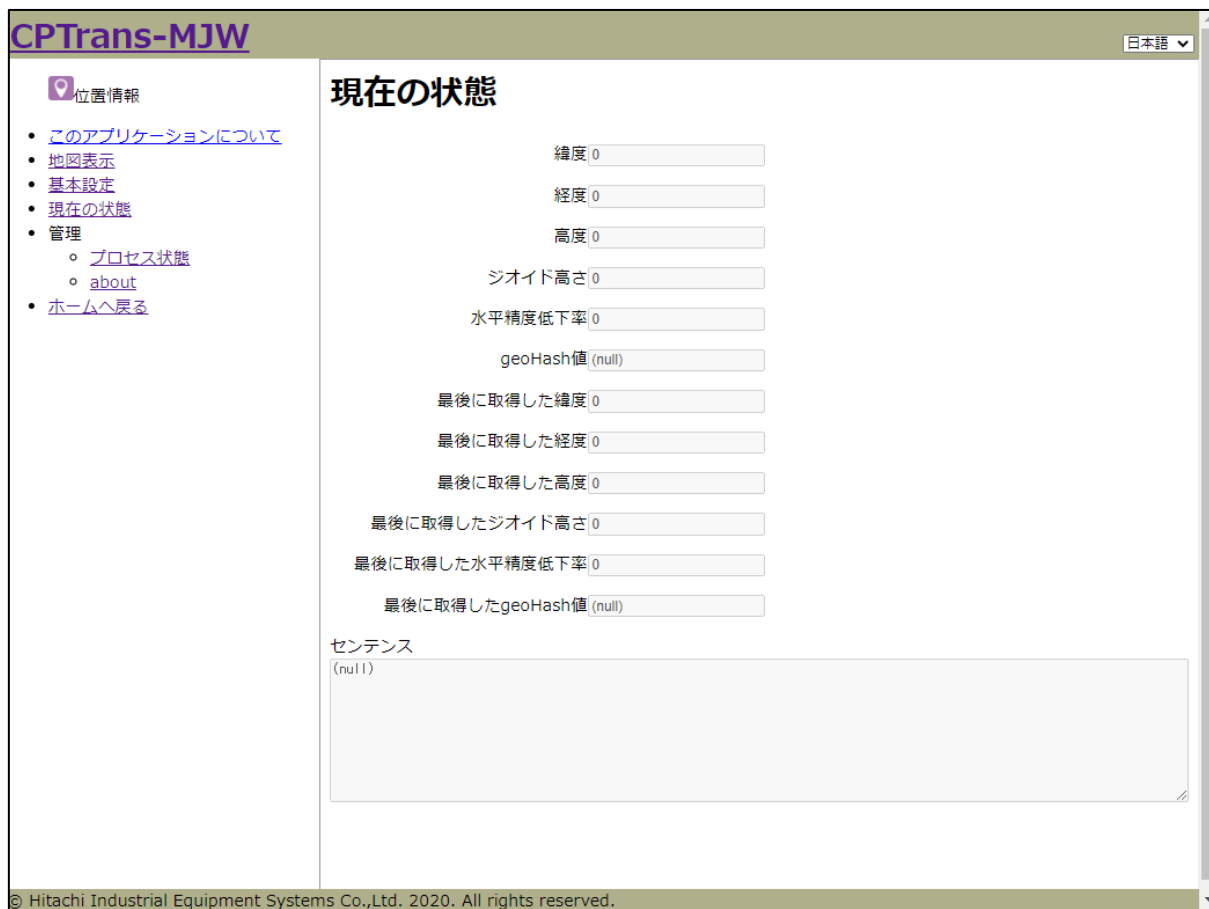 CPTrans-MJW
日本語
位置情報
このアプリケーションについて
地図表示
基本設定
現在の状態
管理
プロセス状態
about
ホームへ戻る
現在の状態
緯度 0
経度 0
高度 0
ジオイド高さ 0
水平精度低下率 0
geoHash値 (null)
最後に取得した緯度 0
最後に取得した経度 0
最後に取得した高度 0
最後に取得したジオイド高さ 0
最後に取得した水平精度低下率 0
最後に取得したgeoHash値 (null)
センテンス
(null)
© Hitachi Industrial Equipment Systems Co.,Ltd. 2020. All rights reserved.